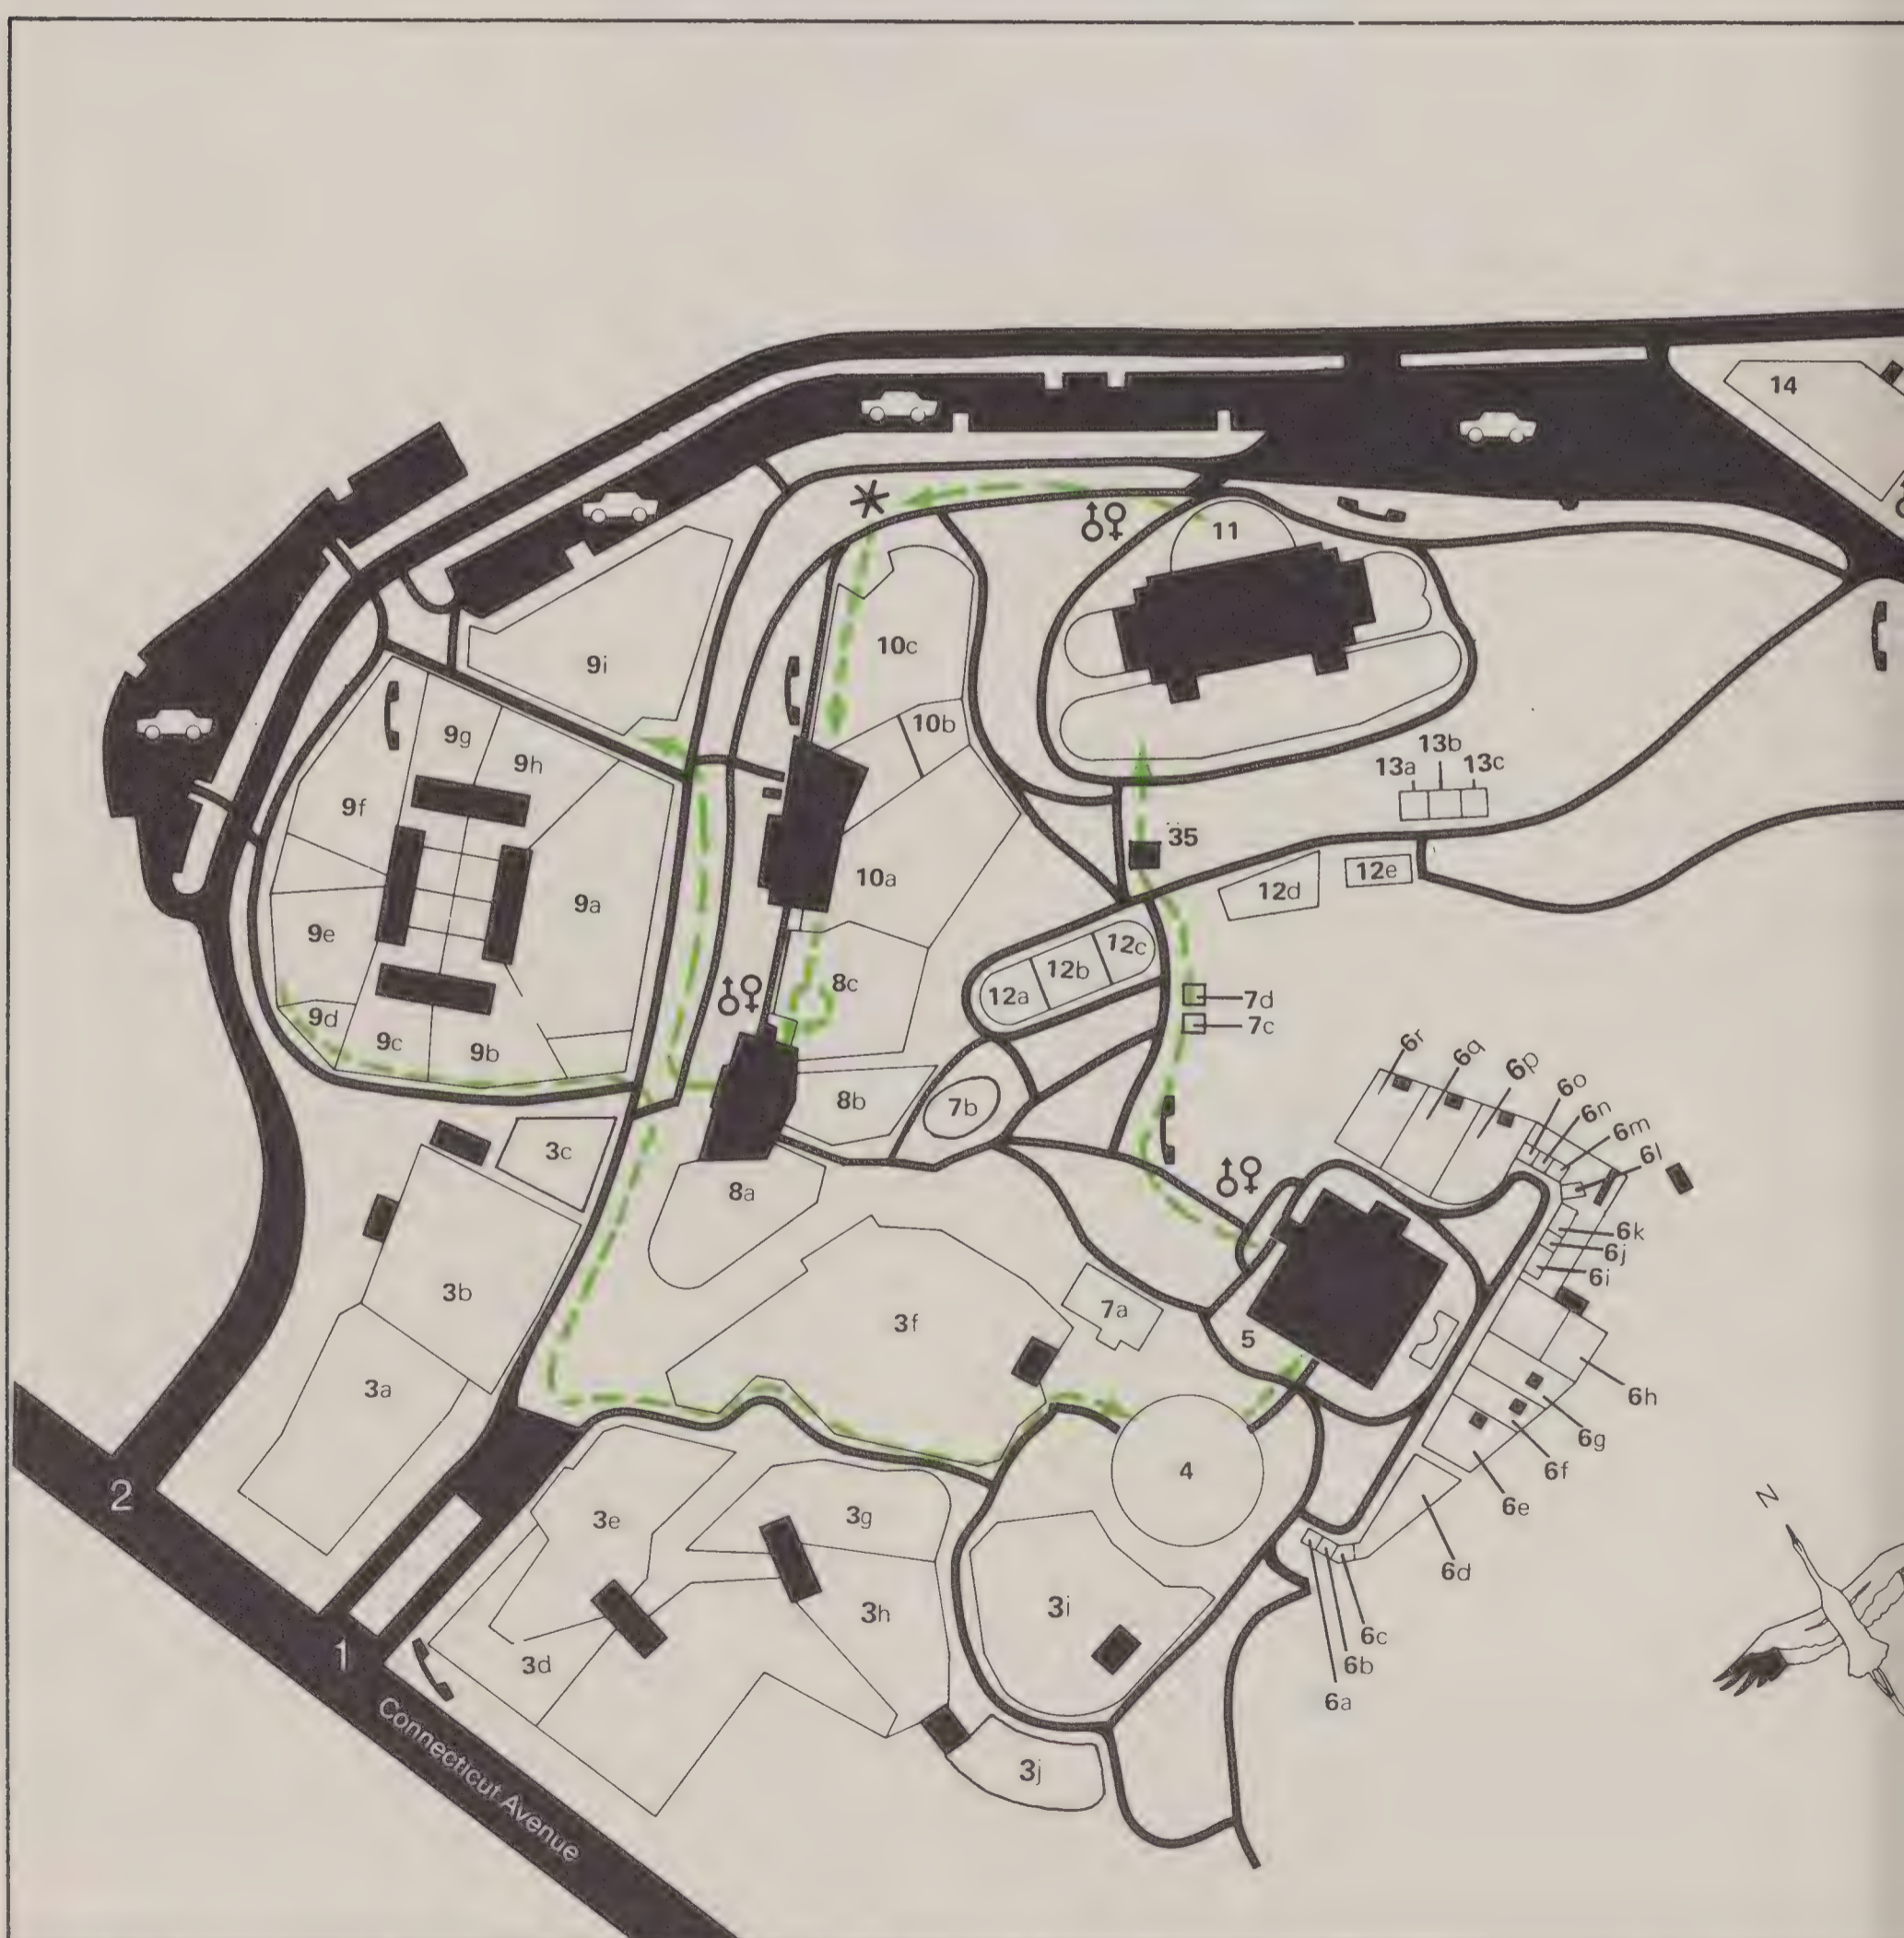 14
11
9i
10c
10b
9g
9h
9f
13b
13a
13c
35
12e
12d
10a
9a
9e
12c
12b
12a
8c
7d
7c
9d
9c
9b
6r
6q
6p
6o
6n
6m
6l
8b
7b
3c
8a
6k
6j
6i
3b
3f
7a
5
3a
6h
6g
6f
6e
4
2
3e
3g
6d
N
3h
3i
6c
6b
6a
1
3d
3j
Connecticut Avenue